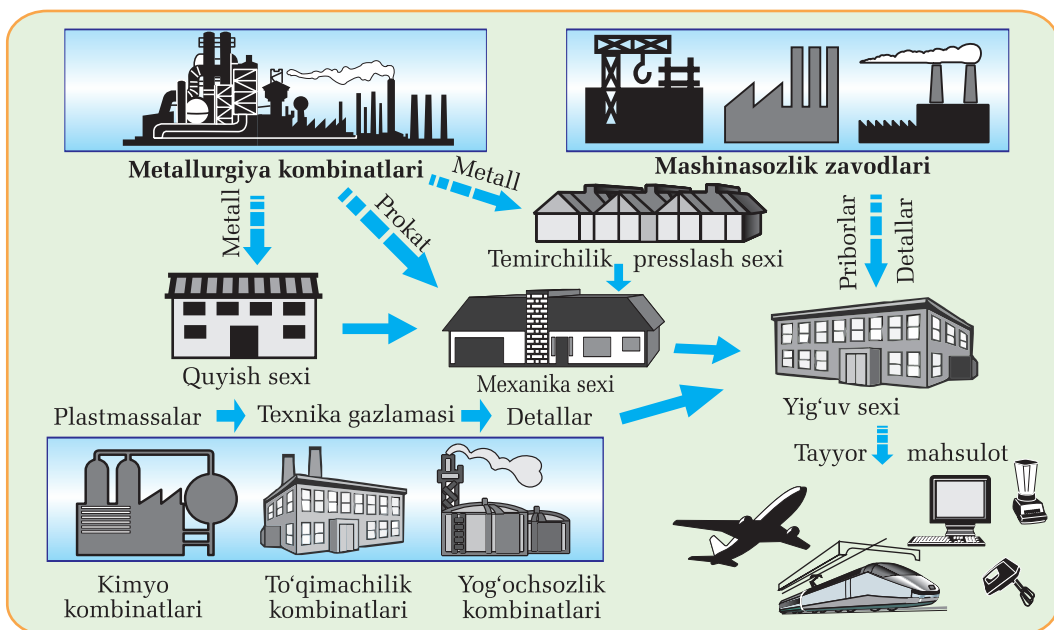 Metallurgiya kombinatlari
Mashinasozlik zavodlari
Metall
Prokat
Metall
Temirchilik presslash sexi
Priborlar
Detallar
Quyish sexi
Mexanika sexi
Yig‘uv sexi
Plastmassalar
Texnika gazlamasi
Detallar
Tayyor mahsulot
Kimyo
kombinatlari
To‘qimachilik
kombinatlari
Yog‘ochsozlik
kombinatlari